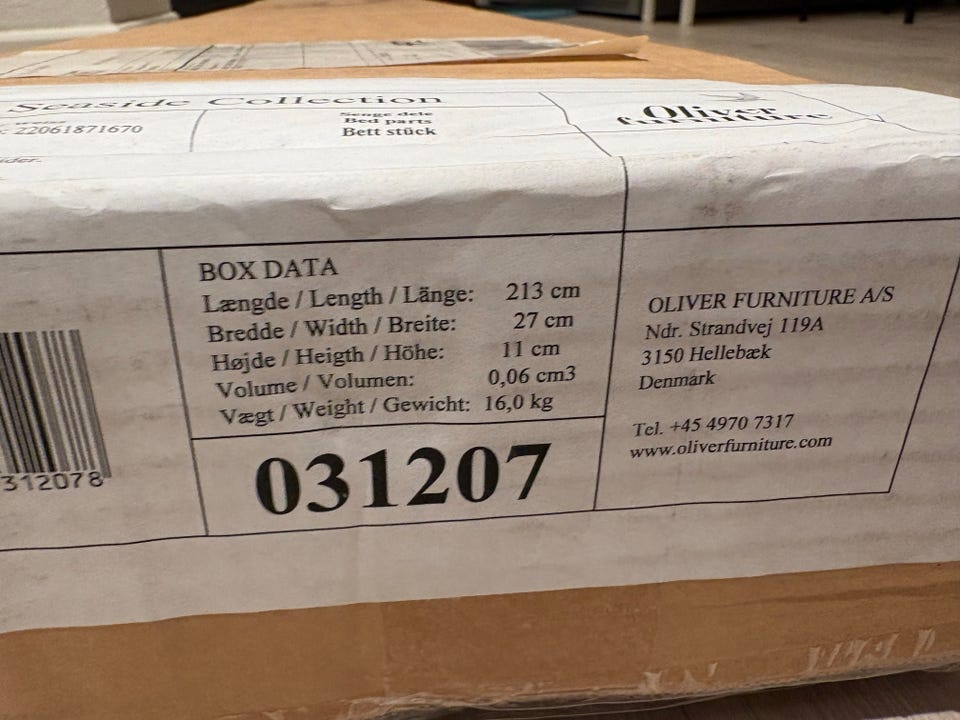 Seaside Collection
22061871670
Senge dele
Bed parts
Bett stück
Oliver
furniture
BOX DATA
Længde / Length / Länge: 213 cm
Bredde / Width / Breite: 27 cm
Højde / Heigth / Höhe: 11 cm
Volume / Volumen: 0,06 cm3
Vægt / Weight / Gewicht: 16,0 kg
031207
312078
OLIVER FURNITURE A/S
Ndr. Strandvej 119A
3150 Hellebæk
Denmark
Tel. +45 4970 7317
www.oliverfurniture.com